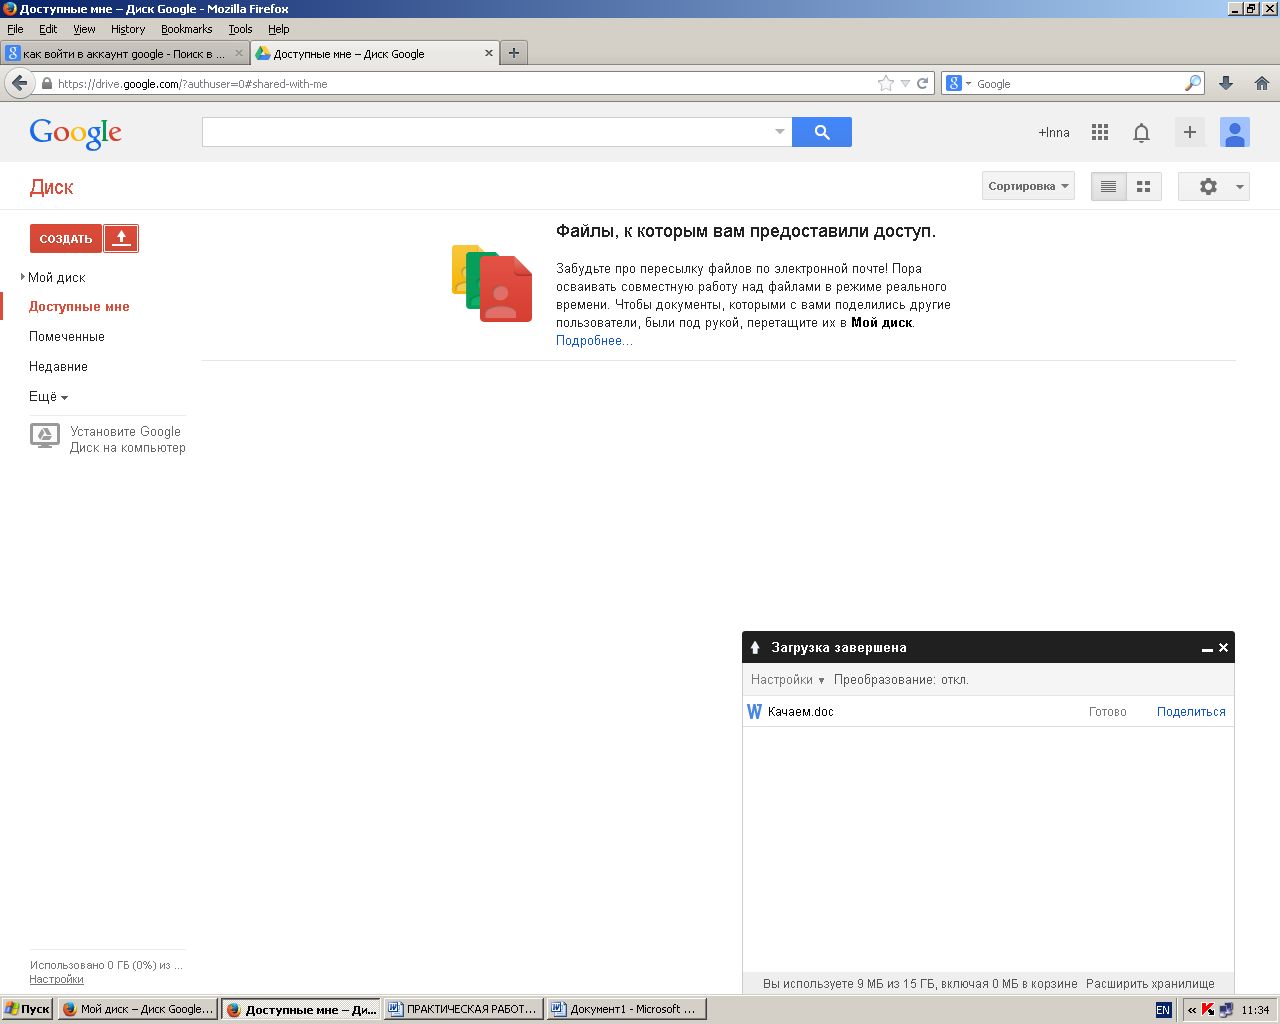 Доступные мне – Диск Google - Mozilla Firefox
File Edit View History Bookmarks Tools Help
как войти в аккаунт google - Поиск в ...
Доступные мне – Диск Google
https://drive.google.com/?authuser=0#shared-with-me
Google
Google
+Inna
Диск
Сортировка
СОЗДАТЬ
Мой диск
Доступные мне
Помеченные
Недавние
Ещё
Установите Google
Диск на компьютер
Файлы, к которым вам предоставили доступ.
Забудьте про пересылку файлов по электронной почте! Пора
осваивать совместную работу над файлами в режиме реального
времени. Чтобы документы, которыми с вами поделились другие
пользователи, были под рукой, перетащите их в Мой диск.
Подробнее...
Загрузка завершена
Настройки Преобразование: откл.
Качаем.doc Готово Поделиться
Вы используете 9 МБ из 15 ГБ, включая 0 МБ в корзине Расширить хранилище
Использовано 0 ГБ (0%) из ...
Настройки
Пуск
Мой диск – Диск Google...
Доступные мне – Ди...
ПРАКТИЧЕСКАЯ РАБОТ...
Документ1 - Microsoft ...
EN
11:34